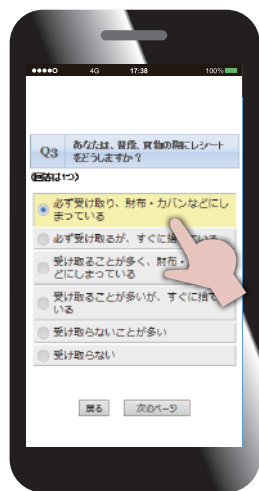 4G 17:38 100%
Q3 あなたは、普段、買物の際にレシート
をどうしますか？
(回答は1つ)
必ず受け取り、財布・カバンなどにし
まっている
必ず受け取るが、すぐに捨
受け取ることが多く、財布・
どにしまっている
受け取ることが多いが、すぐに捨て
いる
受け取らないことが多い
受け取らない
戻る 次のページ